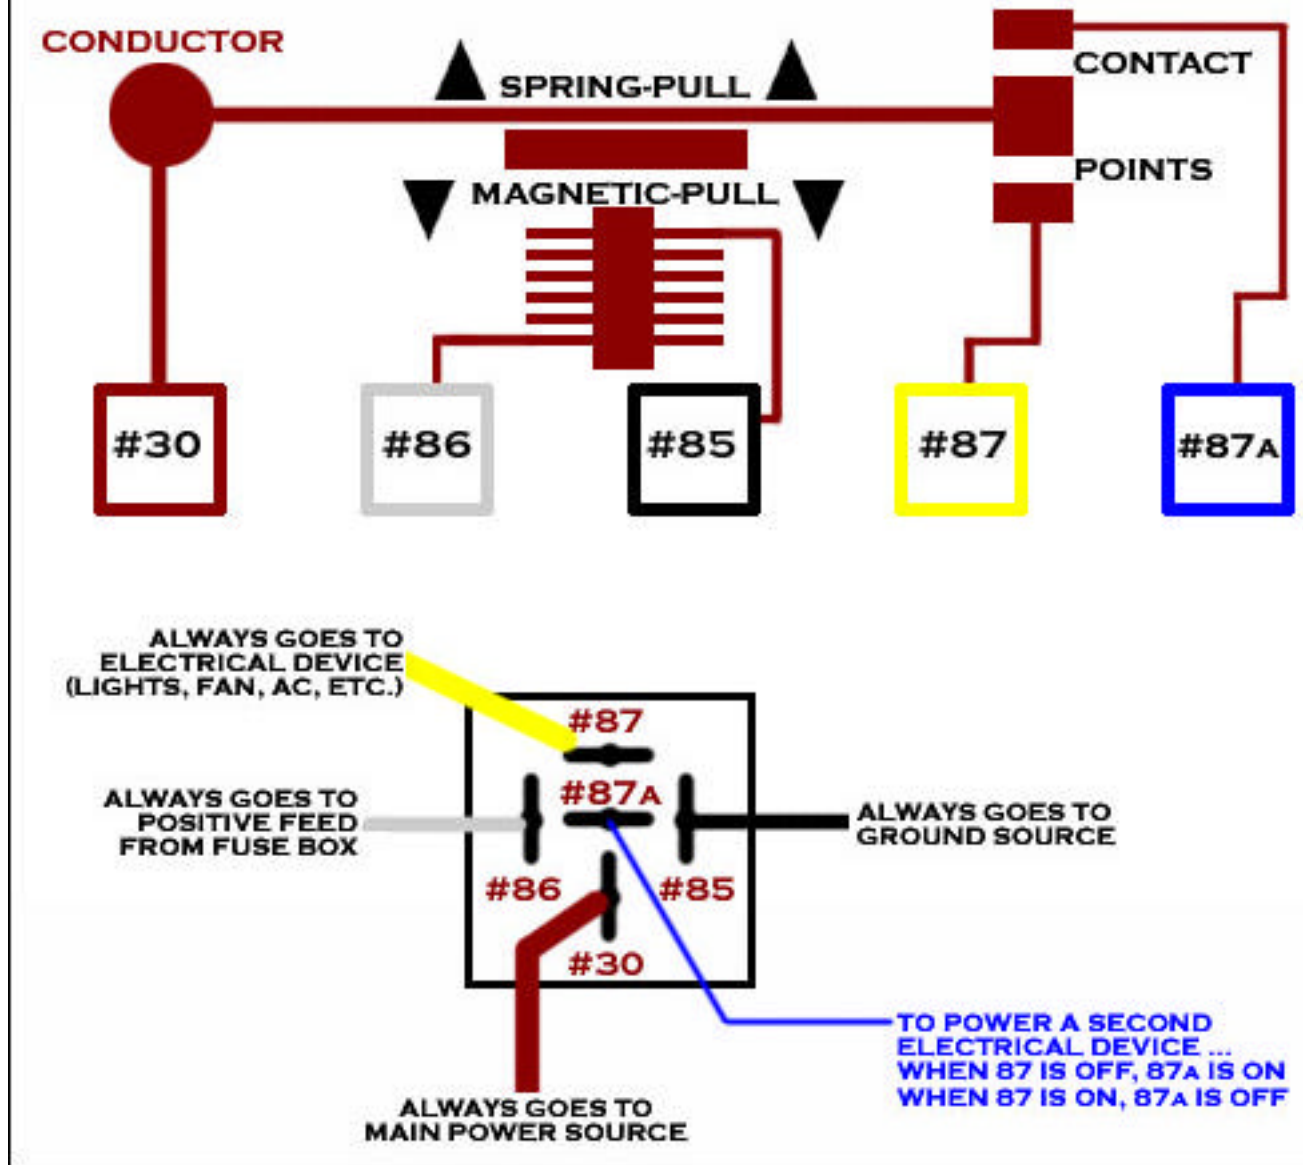 CONDUCTOR
SPRING-PULL
CONTACT
POINTS
MAGNETIC-PULL
#30
#86
#85
#87
#87A
ALWAYS GOES TO
ELECTRICAL DEVICE
(LIGHTS, FAN, AC, ETC.)
#87
#87A
ALWAYS GOES TO
POSITIVE FEED
FROM FUSE BOX
ALWAYS GOES TO
GROUND SOURCE
#86
#85
#30
TO POWER A SECOND
ELECTRICAL DEVICE ...
WHEN 87 IS OFF, 87A IS ON
WHEN 87 IS ON, 87A IS OFF
ALWAYS GOES TO
MAIN POWER SOURCE